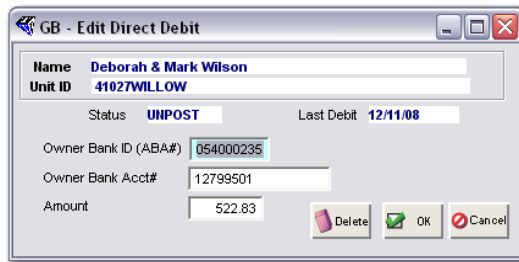 GB - Edit Direct Debit
Name Deborah & Mark Wilson
Unit ID 41027WILLOW
Status UNPOST Last Debit 12/11/08
Owner Bank ID (ABA#) 054000235
Owner Bank Acct# 12799501
Amount 522.83
Delete OK Cancel